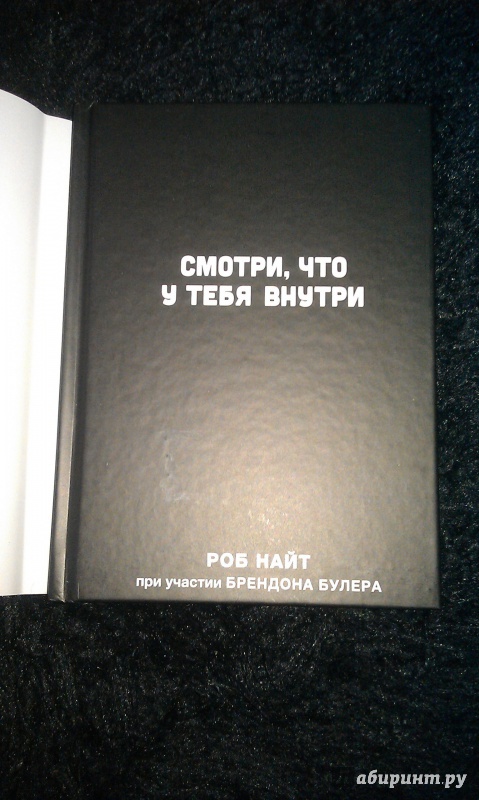 СМОТРИ, ЧТО
У ТЕБЯ ВНУТРИ
РОБ НАЙТ
при участии БРЕНДОНА БУЛЕРА
абиринт.ру